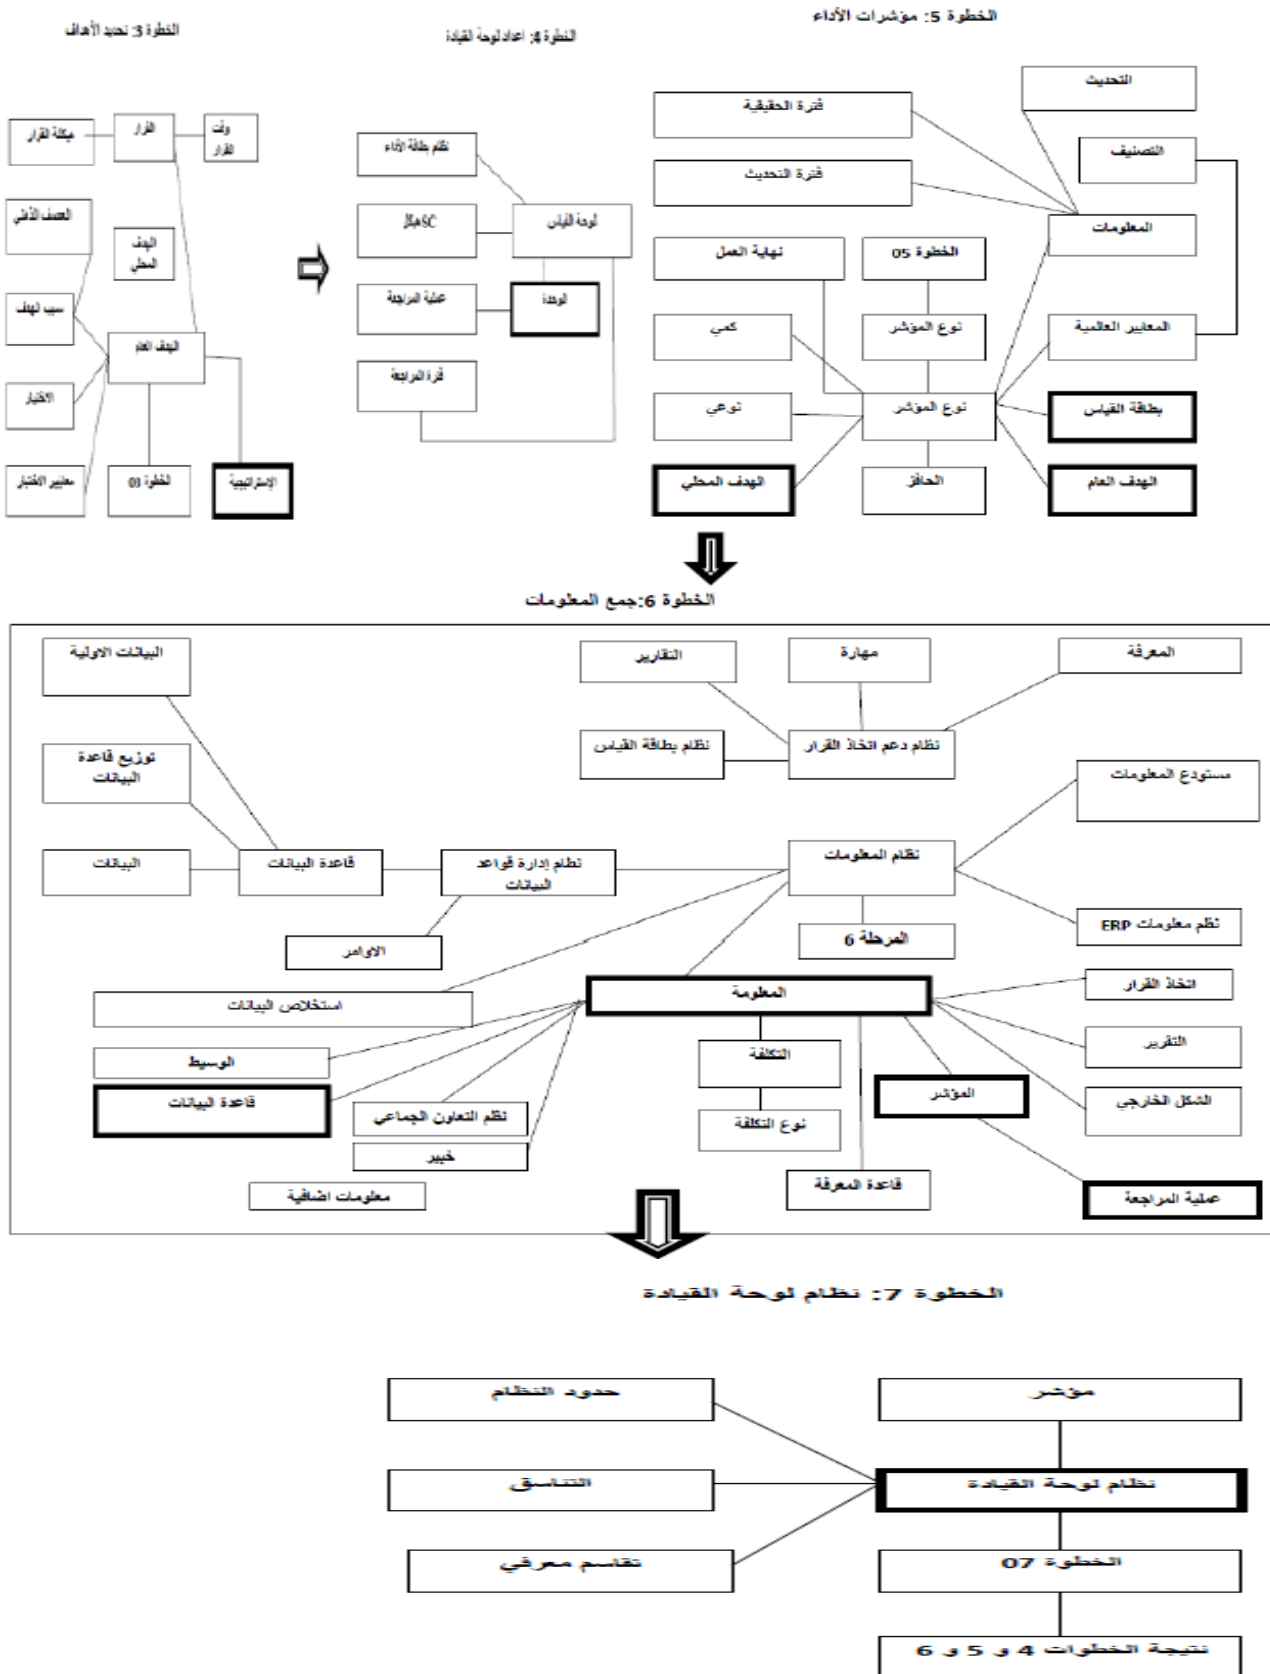 الخطوة 3: تحديد الأهداف
هيكلة القرار
القرار
وقت
القرار
العصف الذهني
الهدف
المحلي
سبب الهدف
الهدف العام
الاختيار
معايير الاختيار
الخطوة 03
الإستراتيجية
الخطوة 4: اعداد لوحة القيادة
نظام بطاقة الأداء
هيكل SC
لوحة القياس
عملية المراجعة
الوحدة
فترة المراجعة
الخطوة 5: مؤشرات الأداء
التحديث
فترة الحقيقية
التصنيف
فترة التحديث
المعلومات
نهاية العمل
الخطوة 05
كمي
نوع المؤشر
المعايير العالمية
نوعي
نوع المؤشر
بطاقة القياس
الهدف المحلي
الحافز
الهدف العام
الخطوة 6:جمع المعلومات
البيانات الاولية
التقارير
مهارة
المعرفة
توزيع قاعدة
البيانات
نظام بطاقة القياس
نظام دعم اتخاذ القرار
مستودع المعلومات
البيانات
قاعدة البيانات
نطام إدارة قواعد
البيانات
نظام المعلومات
الاوامر
المرحلة 6
نظم معلومات ERP
استخلاص البيانات
المعلومة
اتخاذ القرار
الوسيط
التكلفة
التقرير
قاعدة البيانات
نظم التعاون الجماعي
نوع التكلفة
المؤشر
الشكل الخارجي
خبير
معلومات اضافية
قاعدة المعرفة
عملية المراجعة
الخطوة 7: نظام لوحة القيادة
حدود النظام
مؤشر
التناسق
نظام لوحة القيادة
تقاسم معرفي
الخطوة 07
نتيجة الخطوات 4 و 5 و 6